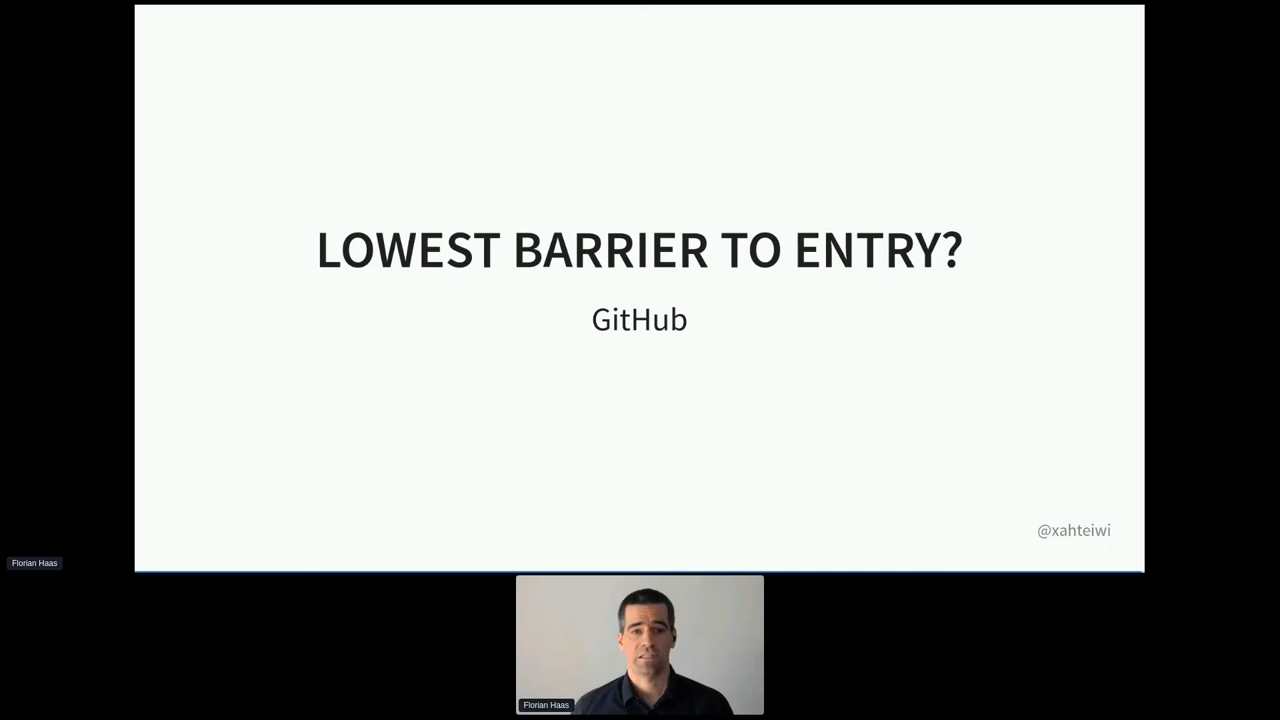 LOWEST BARRIER TO ENTRY?
GitHub
@xahteiwi
Florian Haas
Florian Haas